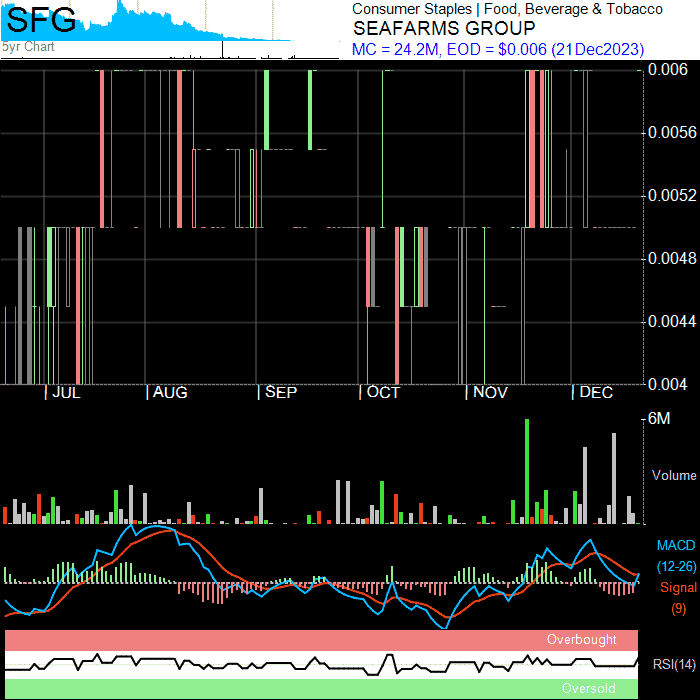 SFG
5yr Chart
Consumer Staples | Food, Beverage & Tobacco
SEAFARMS GROUP
MC = 24.2M, EOD = $0.006 (21Dec2023)
0.006
0.0056
0.0052
0.0048
0.0044
0.004
JUL AUG SEP OCT NOV DEC
6M
Volume
MACD
(12-26)
Signal
(9)
Overbought
RSI(14)
Oversold